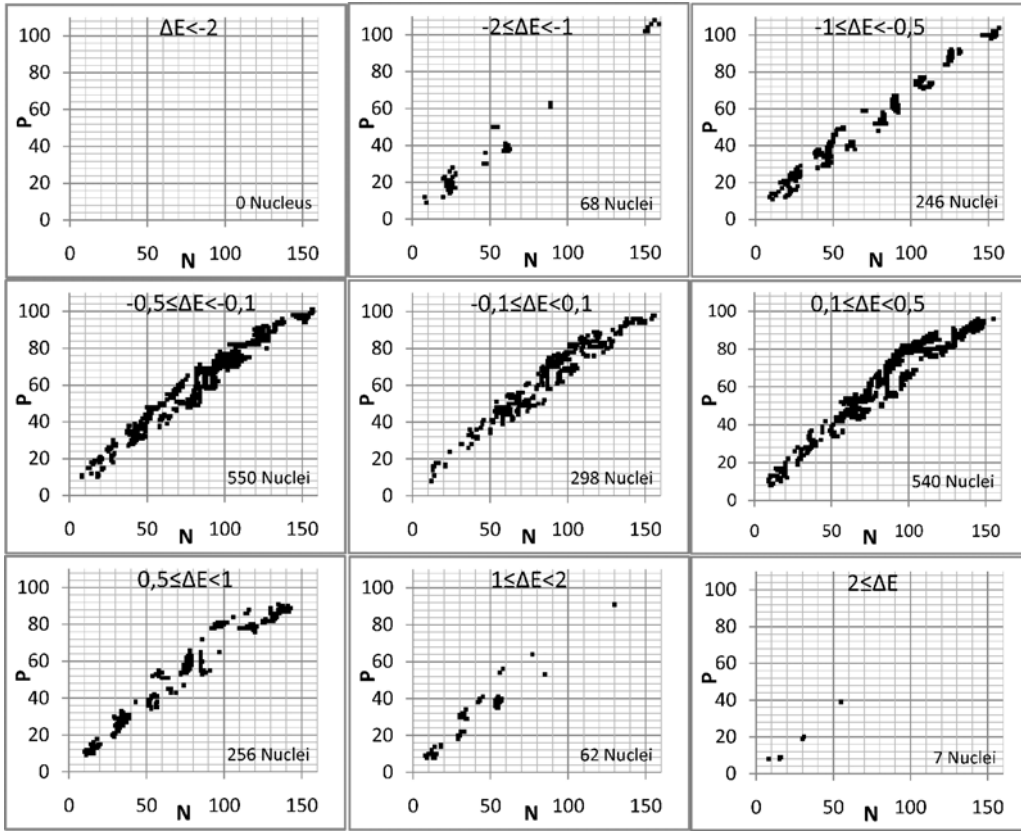 ΔE<-2
100
80
60
40
20
0
P
0 Nucleus
0 50 100 150
N
-2≤ΔE<-1
100
80
60
40
20
0
P
68 Nuclei
0 50 100 150
N
-1≤ΔE<-0,5
100
80
60
40
20
0
P
246 Nuclei
0 50 100 150
N
-0,5≤ΔE<-0,1
100
80
60
40
20
0
P
550 Nuclei
0 50 100 150
N
-0,1≤ΔE<0,1
100
80
60
40
20
0
P
298 Nuclei
0 50 100 150
N
0,1≤ΔE<0,5
100
80
60
40
20
0
P
540 Nuclei
0 50 100 150
N
0,5≤ΔE<1
100
80
60
40
20
0
P
256 Nuclei
0 50 100 150
N
1≤ΔE<2
100
80
60
40
20
0
P
62 Nuclei
0 50 100 150
N
2≤ΔE
100
80
60
40
20
0
P
7 Nuclei
0 50 100 150
N